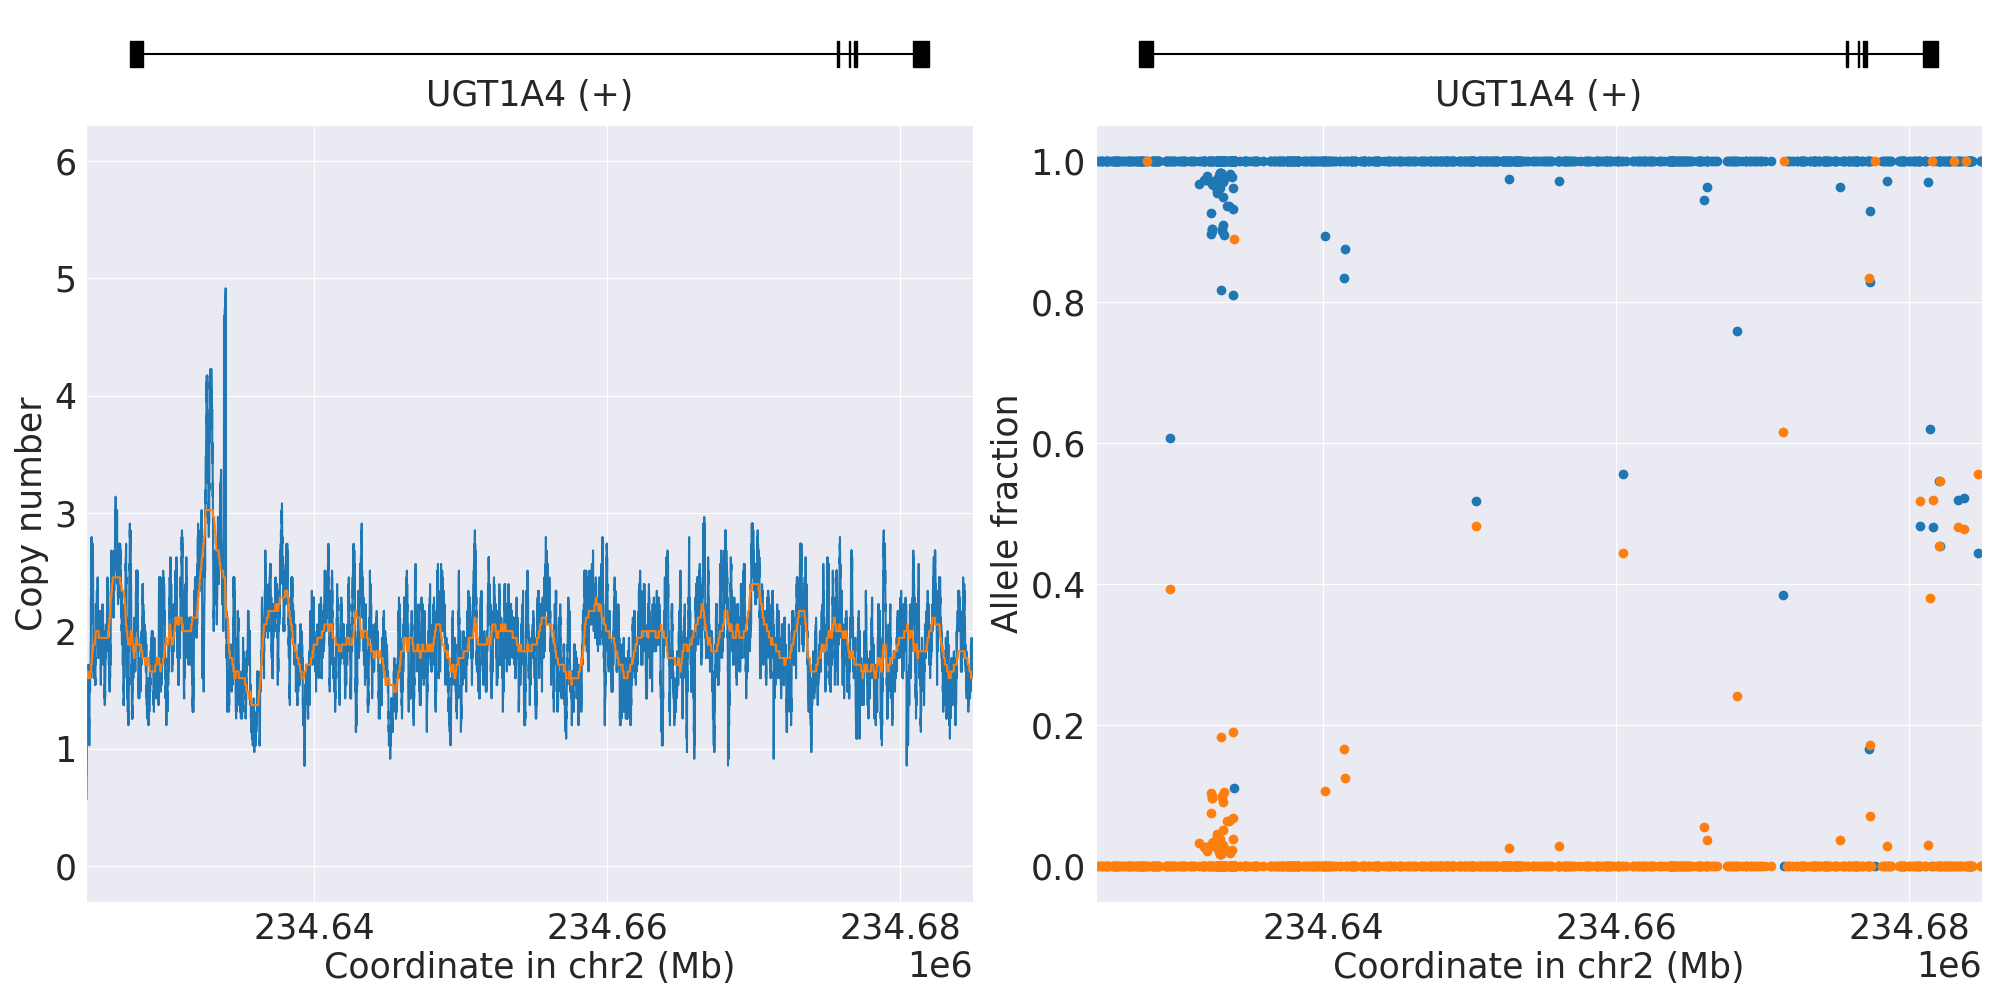 UGT1A4 (+)
6
5
4
3
2
1
0
Copy number
234.64
234.66
234.68
Coordinate in chr2 (Mb)
1e6
UGT1A4 (+)
1.0
0.8
0.6
0.4
0.2
0.0
Allele fraction
234.64
234.66
234.68
Coordinate in chr2 (Mb)
1e6